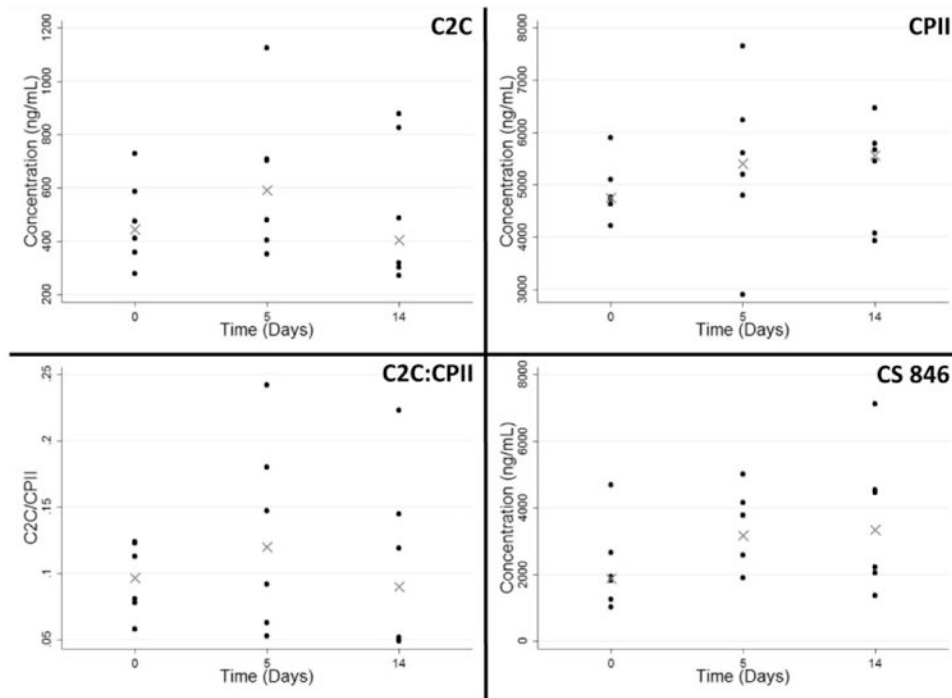 C2C
Concentration (ng/mL)
1200
1000
800
600
400
200
0
5
14
Time (Days)
CPII
Concentration (ng/mL)
8000
7000
6000
5000
4000
3000
0
5
14
Time (Days)
C2C:CPII
C2C/CPII
.25
.2
.15
.1
.05
0
5
14
Time (Days)
CS 846
Concentration (ng/mL)
8000
6000
4000
2000
0
0
5
14
Time (Days)